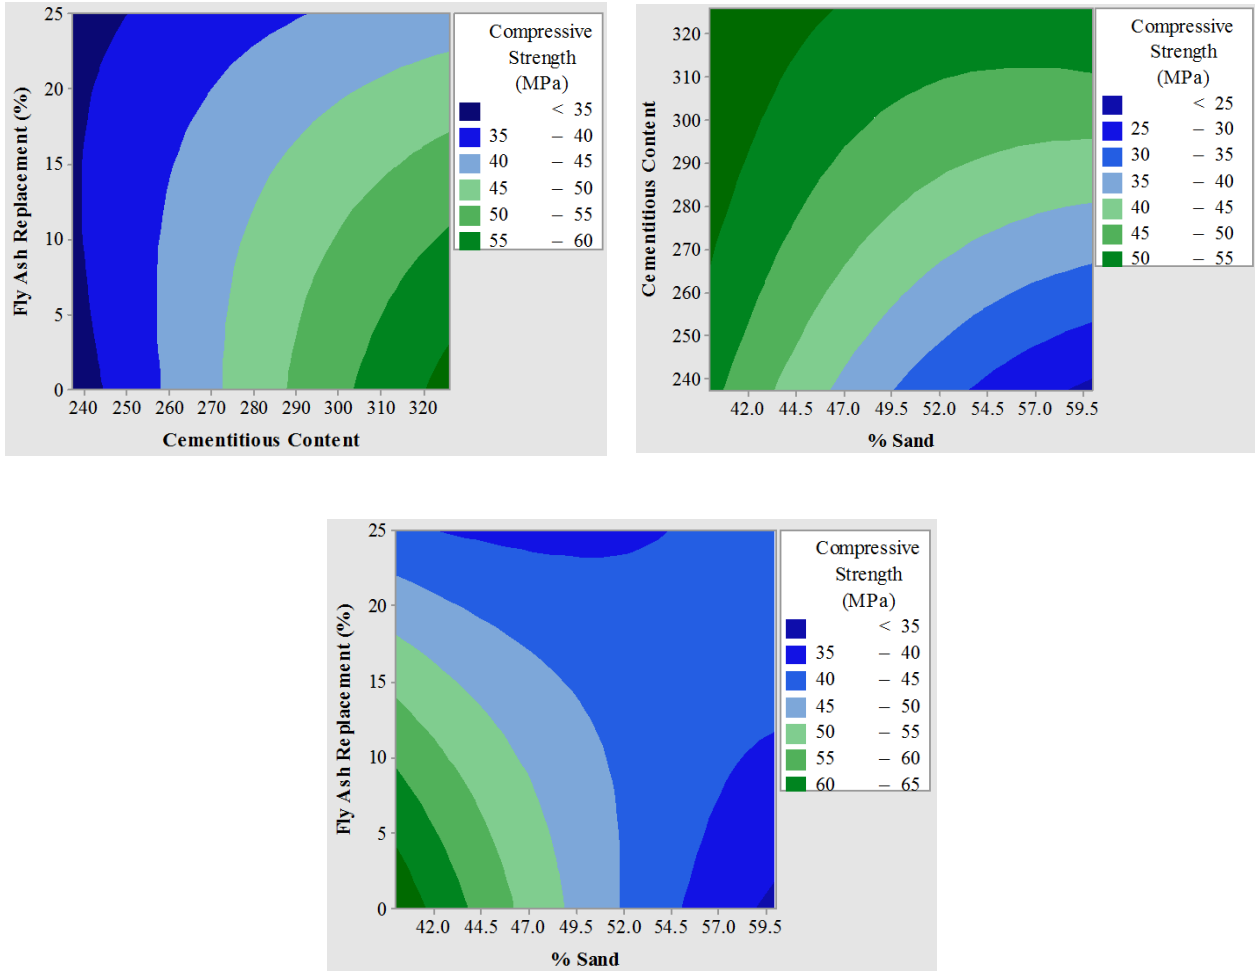 25
20
15
10
5
0
Fly Ash Replacement (%)
240 250 260 270 280 290 300 310 320
Cementitious Content
Compressive
Strength
(MPa)
< 35
35 – 40
40 – 45
45 – 50
50 – 55
55 – 60
320
310
300
290
280
270
260
250
240
Cementitious Content
42.0 44.5 47.0 49.5 52.0 54.5 57.0 59.5
% Sand
Compressive
Strength
(MPa)
< 25
25 – 30
30 – 35
35 – 40
40 – 45
45 – 50
50 – 55
25
20
15
10
5
0
Fly Ash Replacement (%)
42.0 44.5 47.0 49.5 52.0 54.5 57.0 59.5
% Sand
Compressive
Strength
(MPa)
< 35
35 – 40
40 – 45
45 – 50
50 – 55
55 – 60
60 – 65